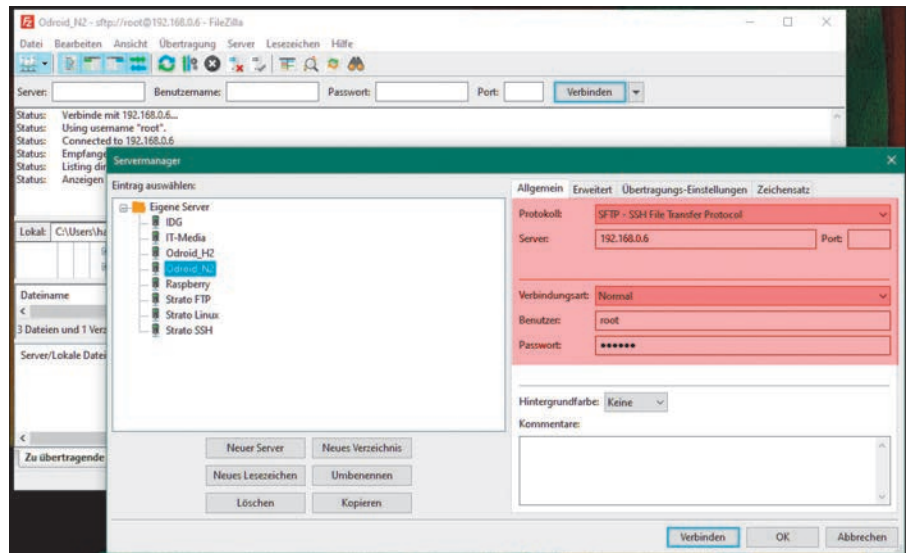 Odroid_N2 - sftp://root@192.168.0.6 - FileZilla
Datei Bearbeiten Ansicht Übertragung Server Lesezeichen Hilfe
Server: Benutzername: Passwort: Port: Verbinden
Status: Verbinde mit 192.168.0.6...
Status: Using username "root".
Status: Connected to 192.168.0.6
Status: Empfange
Status: Listing dir
Status: Anzeigen
Lokal: C:\Users\ha
Dateiname
3 Dateien und 1 Verz
Server/Lokale Datei
Zu übertragende
Servermanager
Eintrag auswählen:
Eigene Server
IDG
IT-Media
Odroid_H2
Odroid_N2
Raspberry
Strato FTP
Strato Linux
Strato SSH
Neuer Server Neues Verzeichnis
Neues Lesezeichen Umbenennen
Löschen Kopieren
Allgemein Erweitert Übertragungs-Einstellungen Zeichensatz
Protokoll: SFTP - SSH File Transfer Protocol
Server: 192.168.0.6 Port:
Verbindungsart: Normal
Benutzer: root
Passwort: ●●●●●●
Hintergrundfarbe: Keine
Kommentare:
Verbinden OK Abbrechen